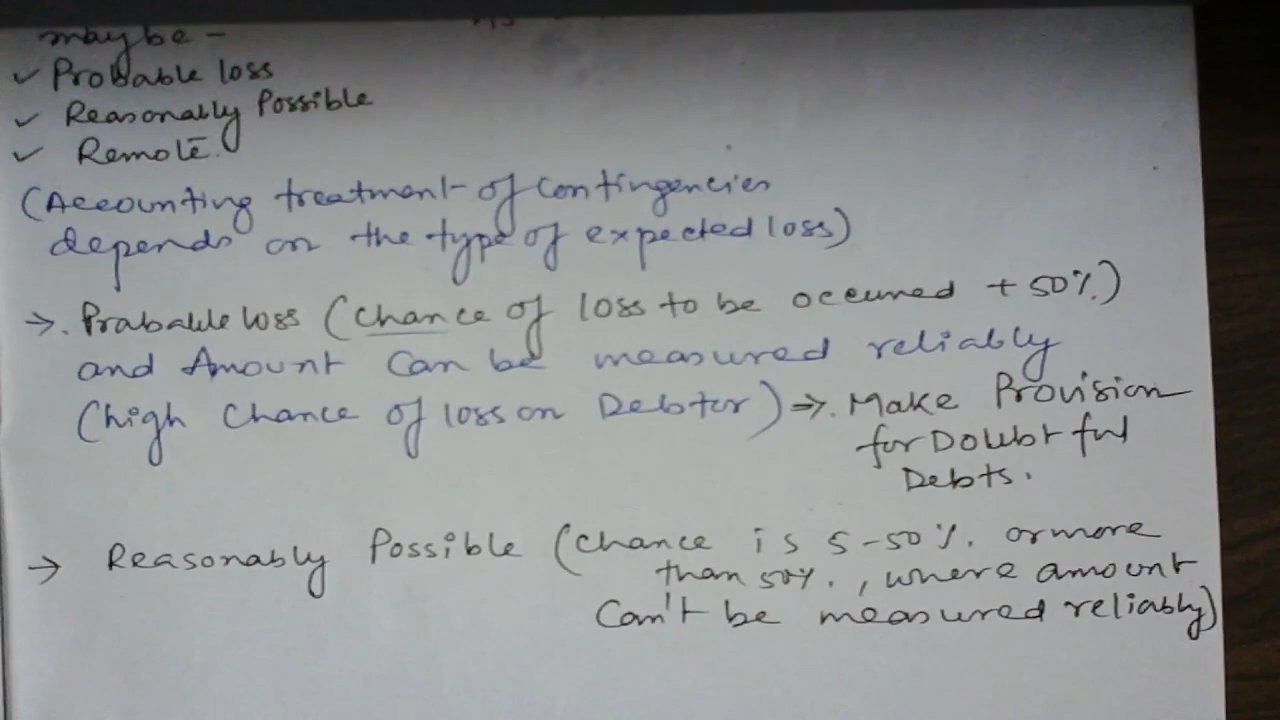 maybe -
✓ Probable loss
✓ Reasonably Possible
✓ Remote.
(Accounting treatment of contingencies
depends on the type of expected loss)
→. Probable loss (chance of loss to be occurred + 50%.)
and Amount can be measured reliably
(high chance of loss on Debtor) ⇒. Make Provision
for Doubt ful
Debts.
→ Reasonably Possible (chance is 5-50%. or more
than 50%., where amount
can't be measured reliably)